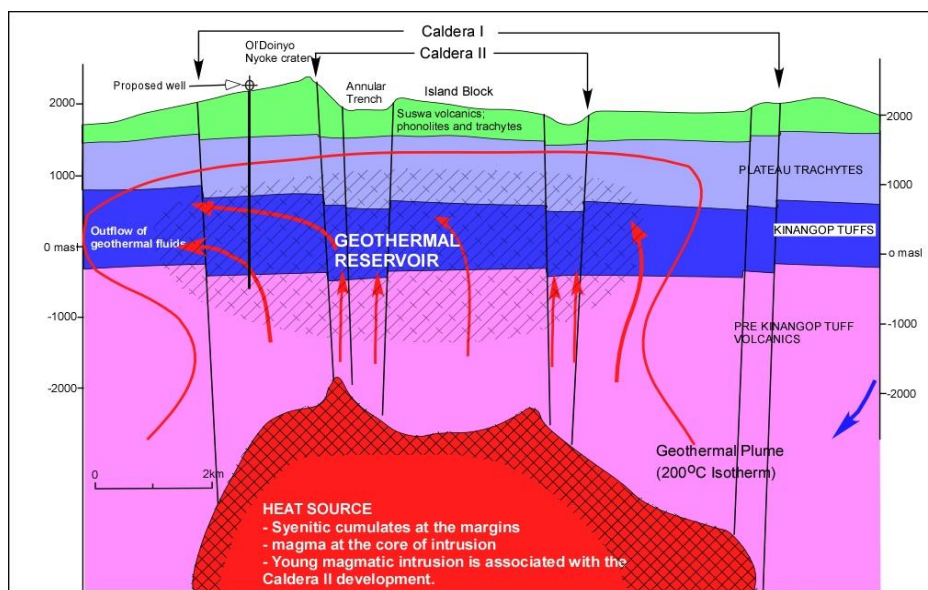 Caldera I
Ol'Doinyo
Nyoke crater
Caldera II
Proposed well
Annular
Trench
Island Block
Suswa volcanics;
phonolites and trachytes
2000
2000
PLATEAU TRACHYTES
1000
1000
KINANGOP TUFFS
Outflow of
geothermal fluids
GEOTHERMAL
RESERVOIR
0 masl
0 masl
-1000
-1000
PRE KINANGOP TUFF
VOLCANICS
-2000
-2000
Geothermal Plume
(200°C Isotherm)
0
2km
HEAT SOURCE
- Syenitic cumulates at the margins
- magma at the core of intrusion
- Young magmatic intrusion is associated with the
Caldera II development.